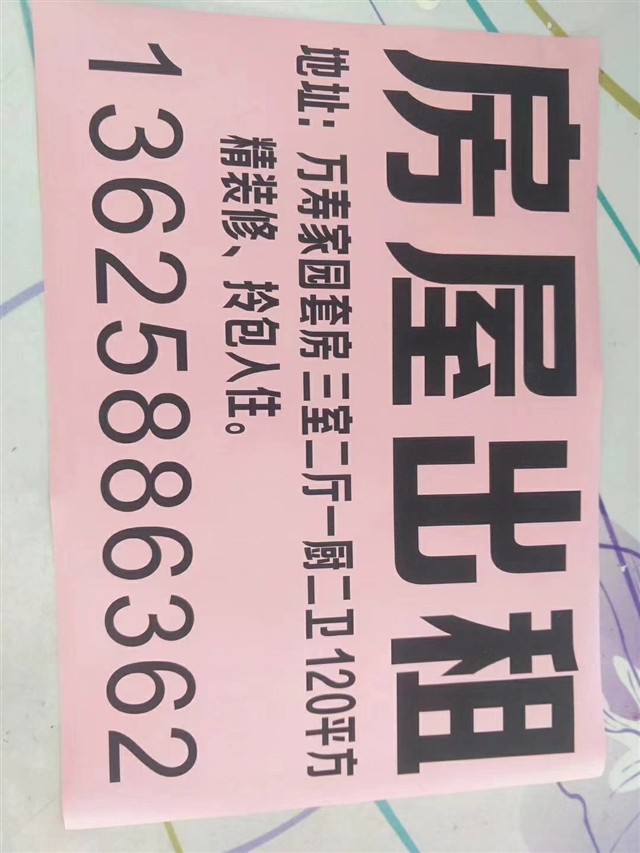 房屋出租
地址：万寿家园套房三室二厅一厨二卫120平方
精装修、拎包人住。
13625886362